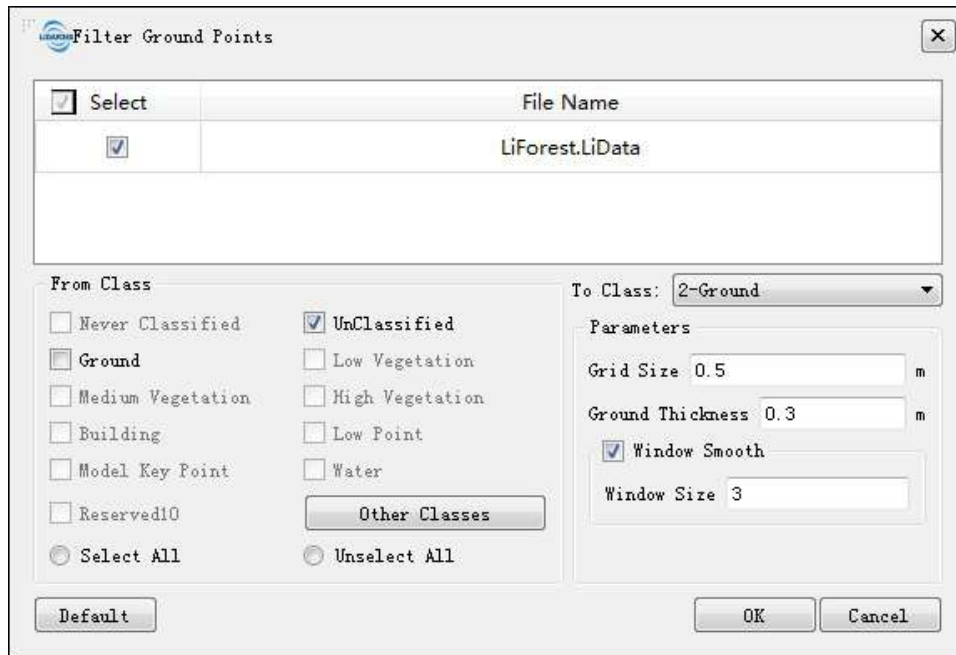 Filter Ground Points
Select File Name
LiForest.LiData
From Class
Never Classified UnClassified
Ground Low Vegetation
Medium Vegetation High Vegetation
Building Low Point
Model Key Point Water
Reserved10 Other Classes
Select All Unselect All
To Class: 2-Ground
Parameters
Grid Size 0.5 m
Ground Thickness 0.3 m
Window Smooth
Window Size 3
Default OK Cancel